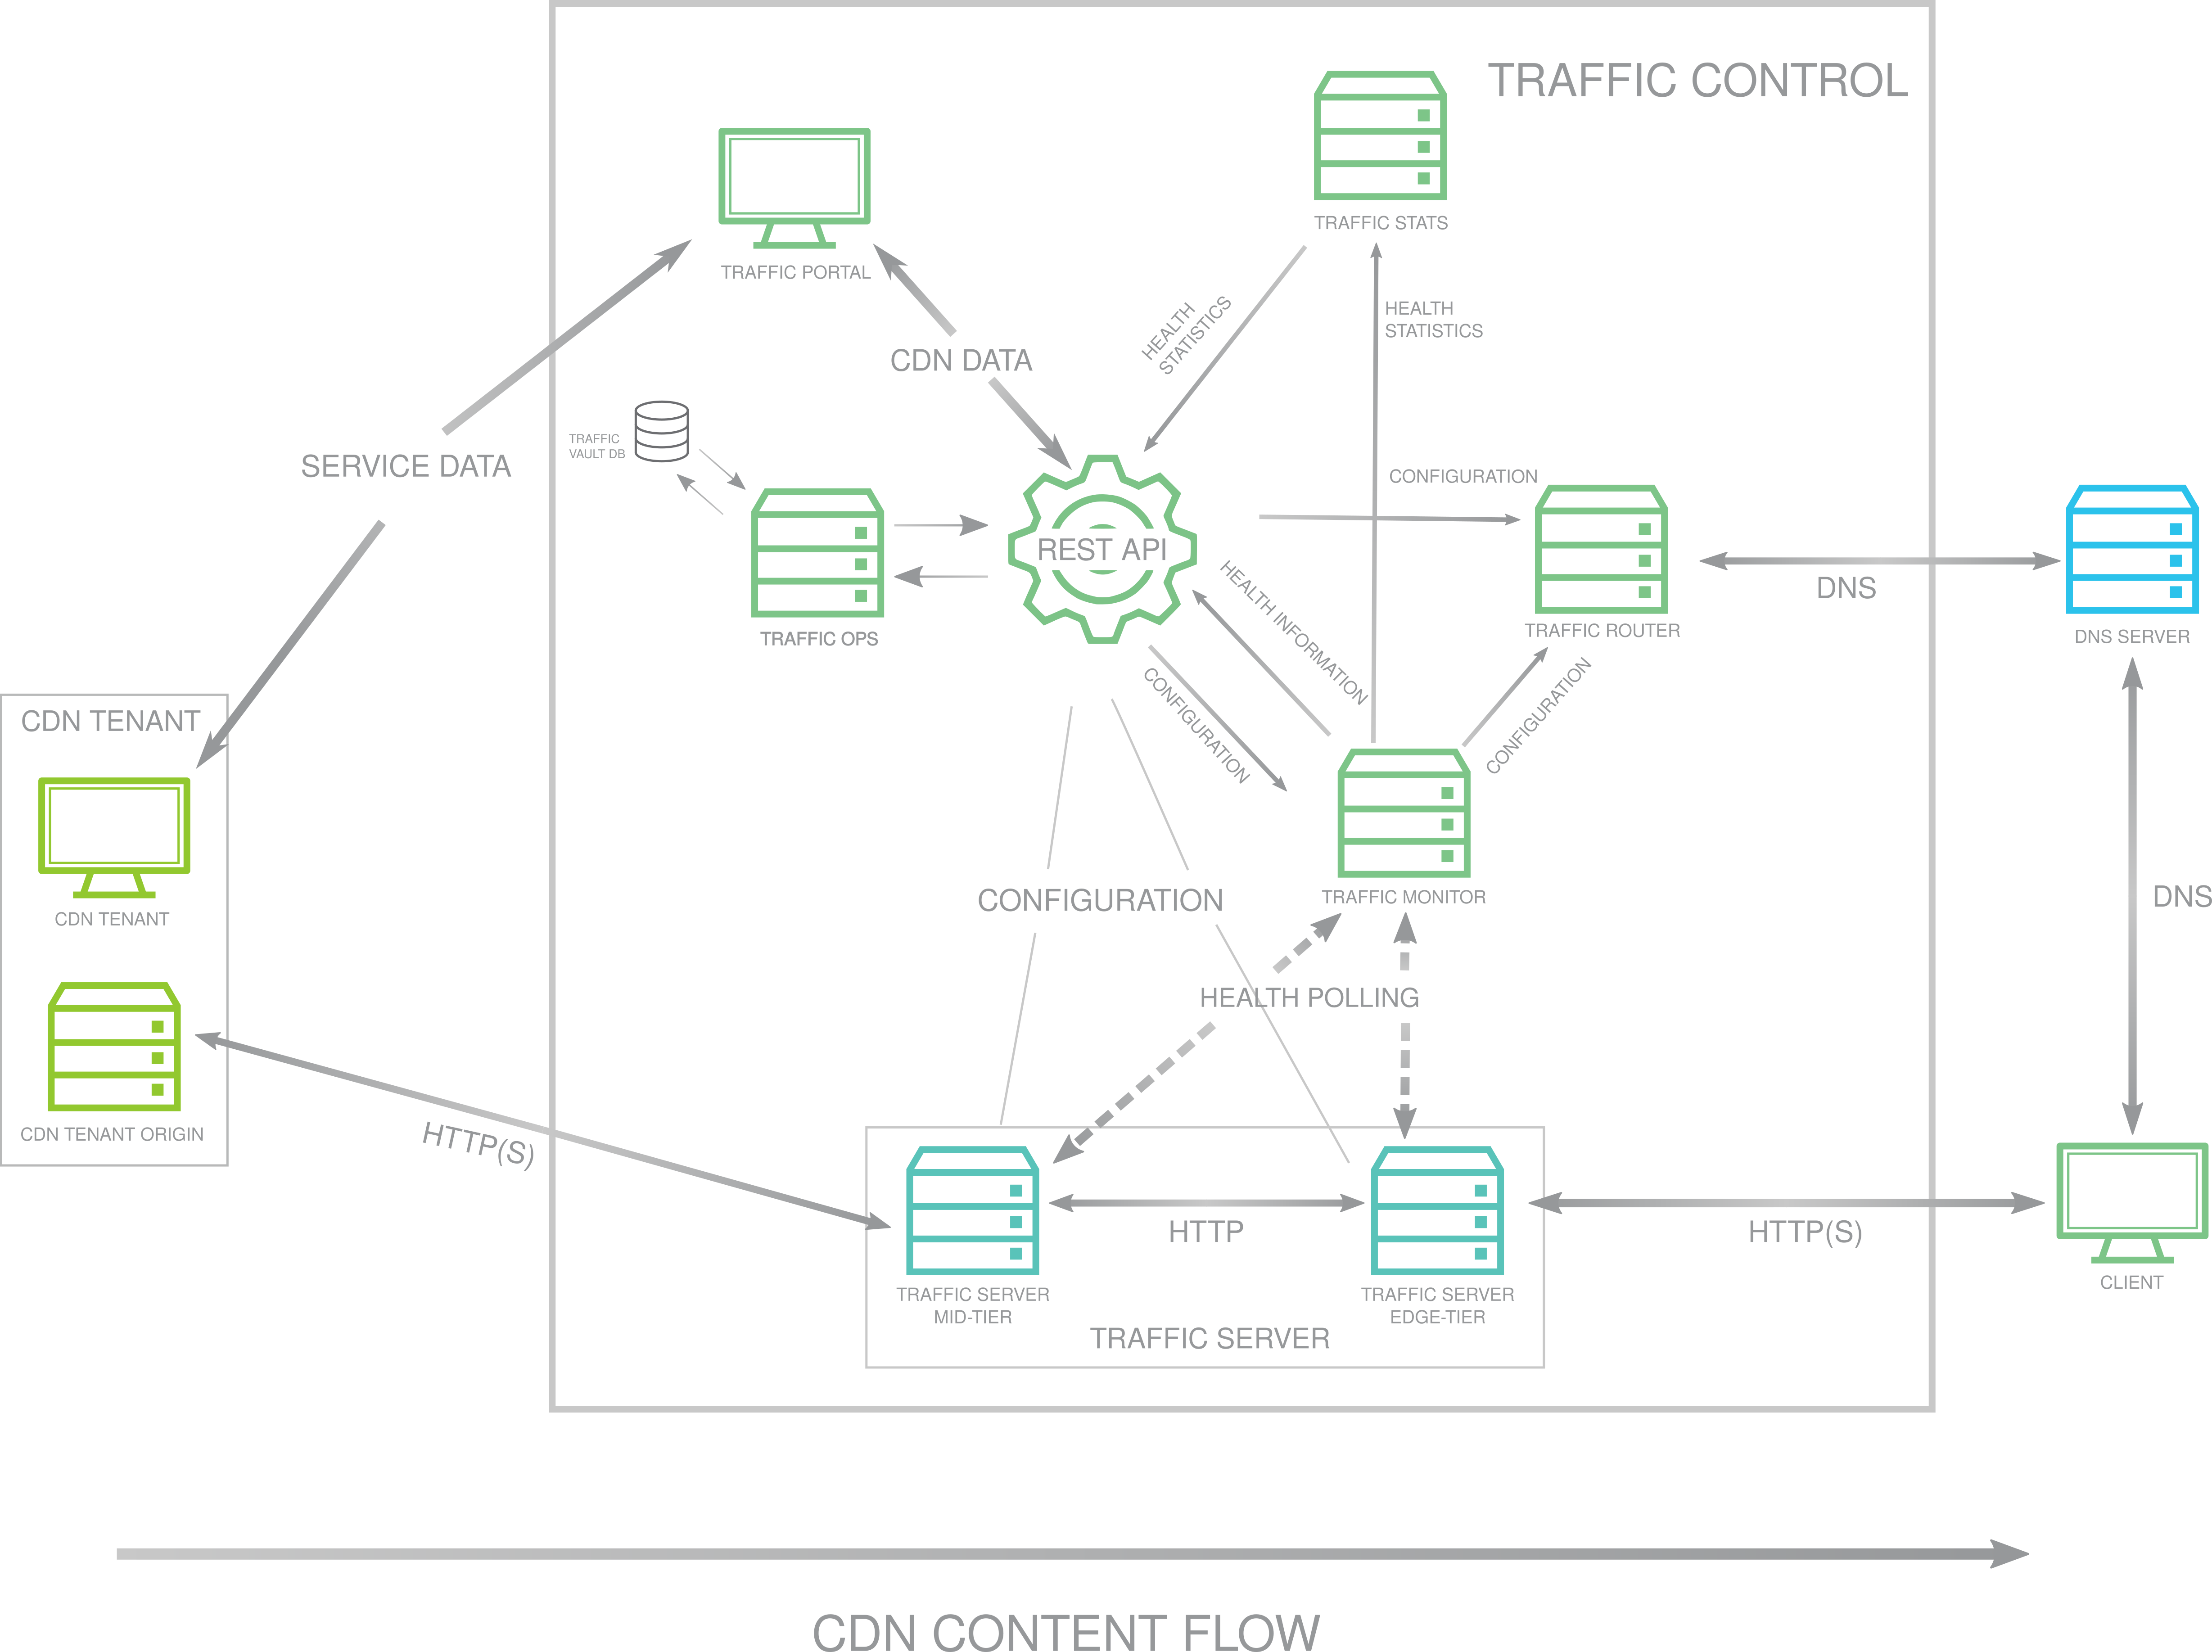 TRAFFIC CONTROL
TRAFFIC STATS
TRAFFIC PORTAL
HEALTH
STATISTICS
HEALTH
STATISTICS
CDN DATA
TRAFFIC
VAULT DB
SERVICE DATA
CONFIGURATION
REST API
DNS
TRAFFIC OPS
TRAFFIC ROUTER
DNS SERVER
HEALTH INFORMATION
CONFIGURATION
CONFIGURATION
CDN TENANT
CDN TENANT
CONFIGURATION
TRAFFIC MONITOR
DNS
HEALTH POLLING
CDN TENANT ORIGIN
HTTP(S)
HTTP
HTTP(S)
CLIENT
TRAFFIC SERVER
MID-TIER
TRAFFIC SERVER
EDGE-TIER
TRAFFIC SERVER
CDN CONTENT FLOW